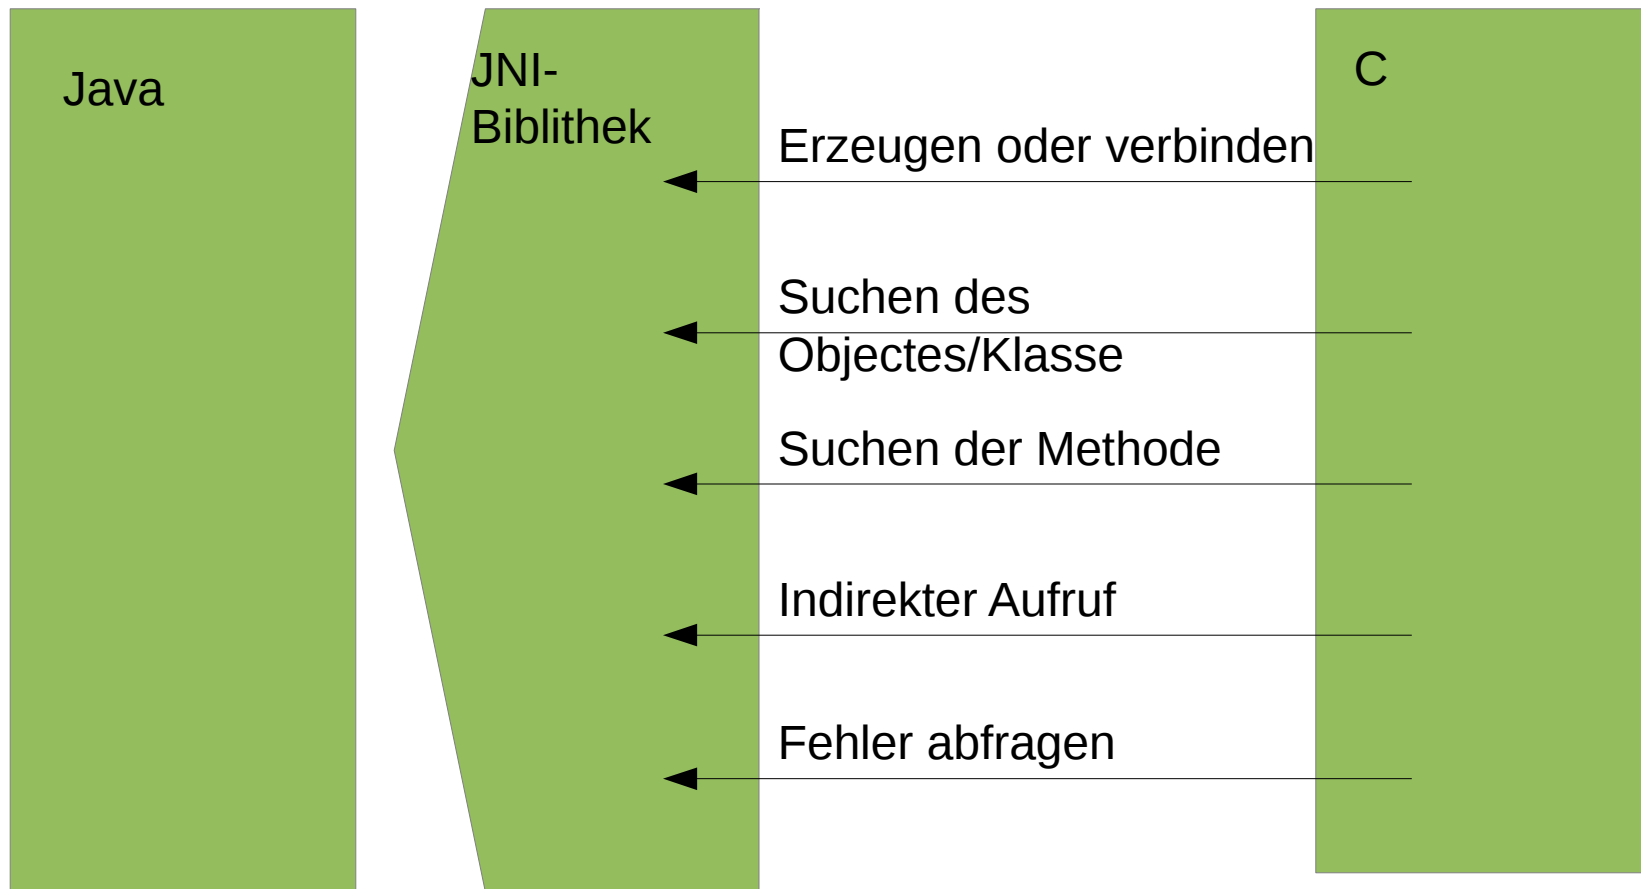 Java
JNI-
Biblithek
C
Erzeugen oder verbinden
Suchen des
Objectes/Klasse
Suchen der Methode
Indirekter Aufruf
Fehler abfragen